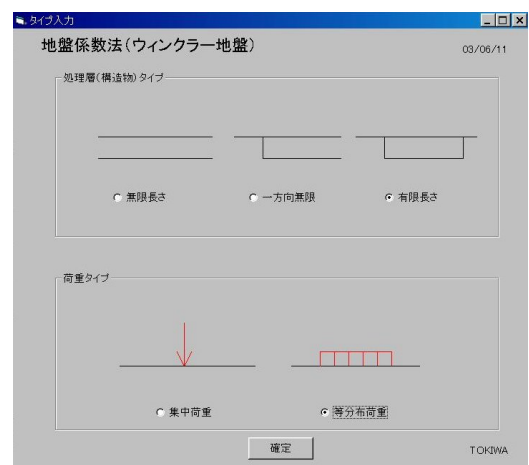 タイプ入力
地盤係数法(ウィンクラー地盤)
03/06/11
処理層(構造物)タイプ
無限長さ
一方向無限
有限長さ
荷重タイプ
集中荷重
等分布荷重
確定
TOKIWA